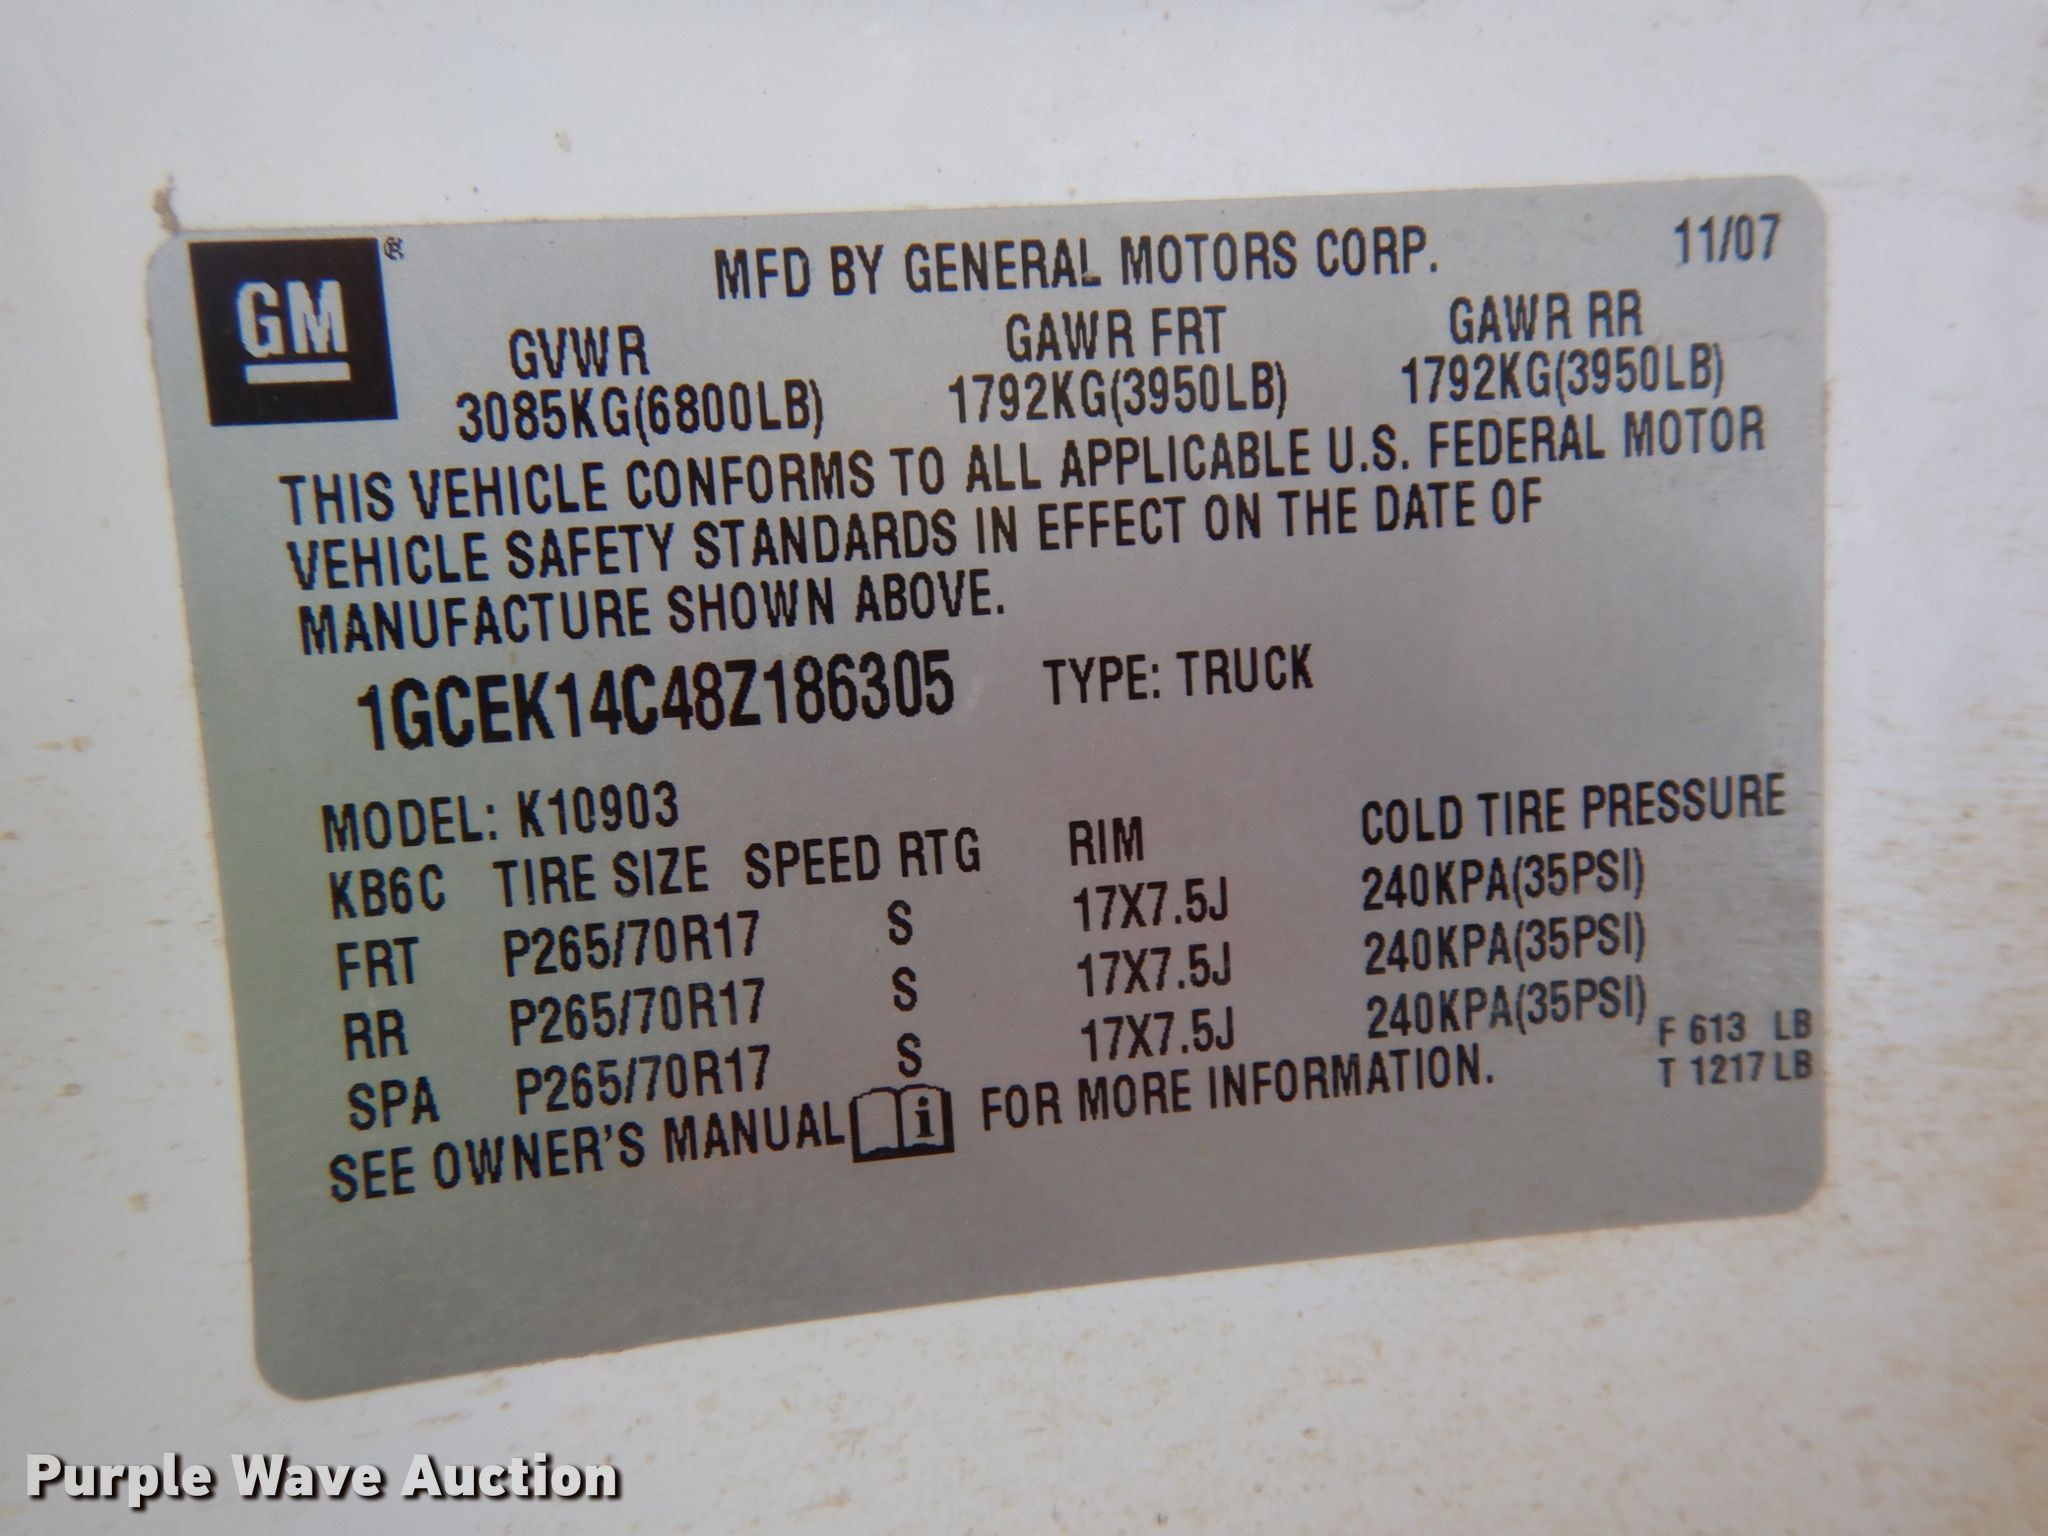 GM ®
MFD BY GENERAL MOTORS CORP. 11/07
GVWR GAWR FRT GAWR RR
3085KG(6800LB) 1792KG(3950LB) 1792KG(3950LB)
THIS VEHICLE CONFORMS TO ALL APPLICABLE U.S. FEDERAL MOTOR
VEHICLE SAFETY STANDARDS IN EFFECT ON THE DATE OF
MANUFACTURE SHOWN ABOVE.
1GCEK14C48Z186305 TYPE: TRUCK
MODEL: K10903
KB6C TIRE SIZE SPEED RTG RIM COLD TIRE PRESSURE
FRT P265/70R17 S 17X7.5J 240KPA(35PSI)
RR P265/70R17 S 17X7.5J 240KPA(35PSI)
SPA P265/70R17 S 17X7.5J 240KPA(35PSI)
SEE OWNER'S MANUAL i FOR MORE INFORMATION.
F 613 LB
T 1217 LB
Purple Wave Auction